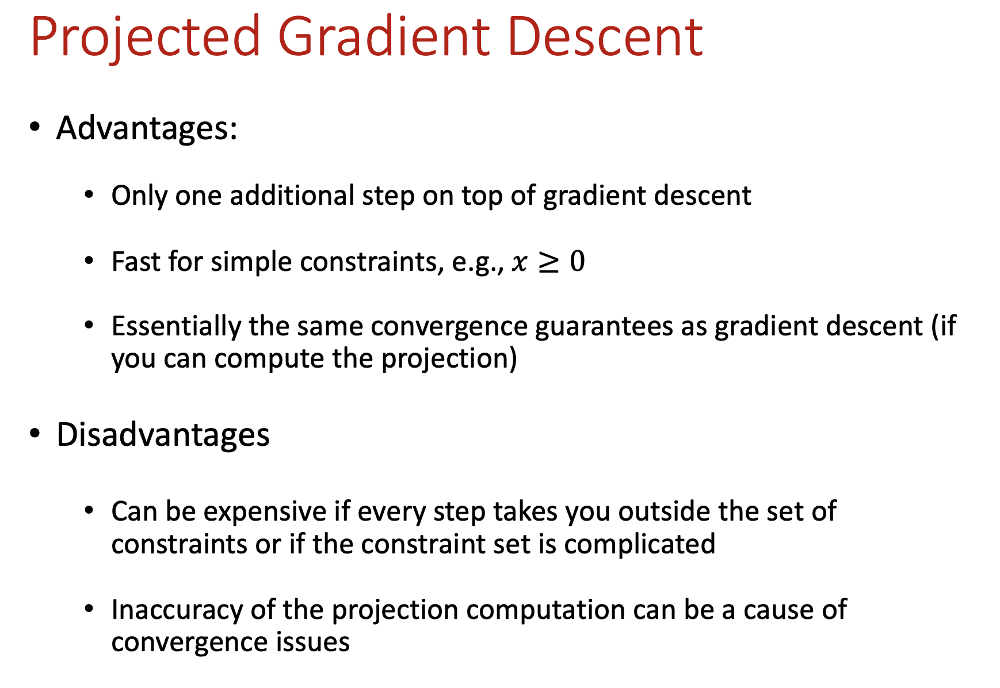 Projected Gradient Descent
• Advantages:
• Only one additional step on top of gradient descent
• Fast for simple constraints, e.g., x ≥ 0
• Essentially the same convergence guarantees as gradient descent (if
you can compute the projection)
• Disadvantages
• Can be expensive if every step takes you outside the set of
constraints or if the constraint set is complicated
• Inaccuracy of the projection computation can be a cause of
convergence issues